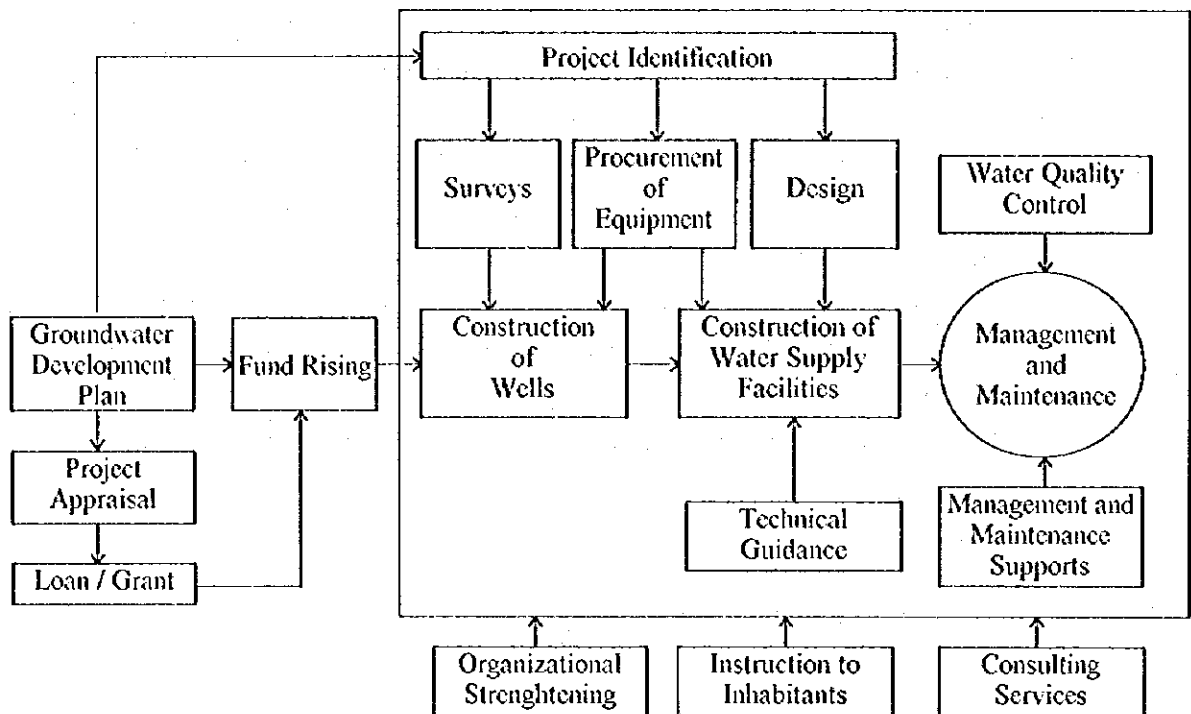 Project Identification
Surveys
Procurement
of
Equipment
Design
Water Quality
Control
Groundwater
Development
Plan
Fund Rising
Construction
of
Wells
Construction of
Water Supply
Facilities
Management
and
Maintenance
Project
Appraisal
Loan / Grant
Technical
Guidance
Management and
Maintenance
Supports
Organizational
Strenghtening
Instruction to
Inhabitants
Consulting
Services